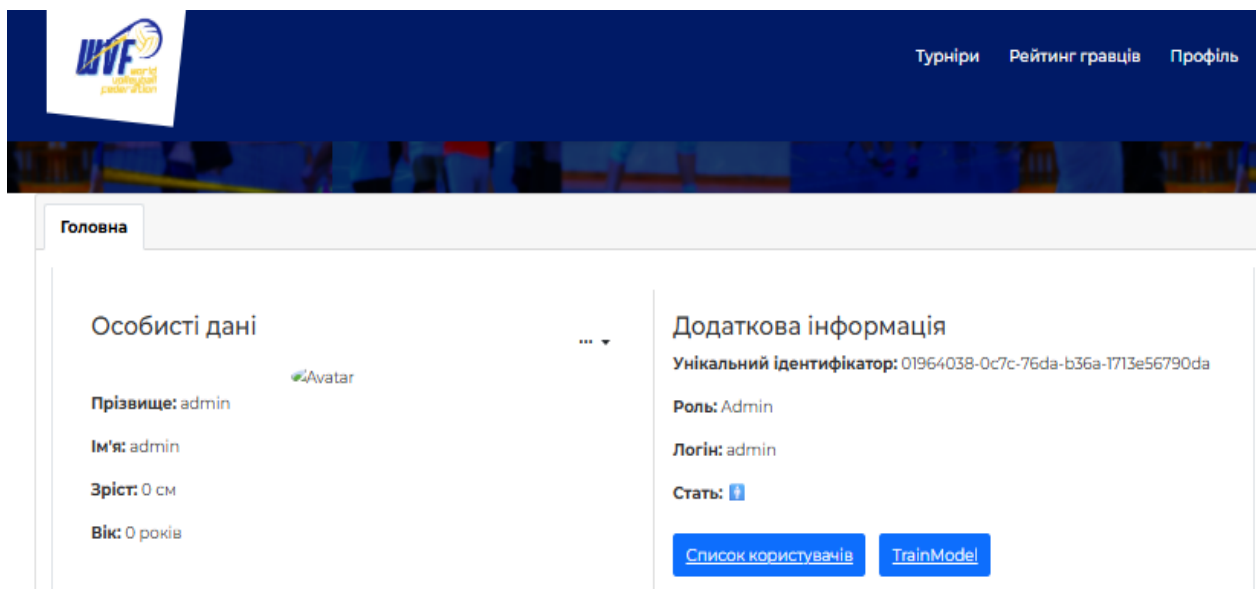 WVF
world
volleyball
federation
Турніри Рейтинг гравців Профіль
Головна
Особисті дані
... 
Avatar
Прізвище: admin
Ім'я: admin
Зріст: 0 см
Вік: 0 років
Додаткова інформація
Унікальний ідентифікатор: 01964038-0c7c-76da-b36a-1713e56790da
Роль: Admin
Логін: admin
Стать:
Список користувачів TrainModel